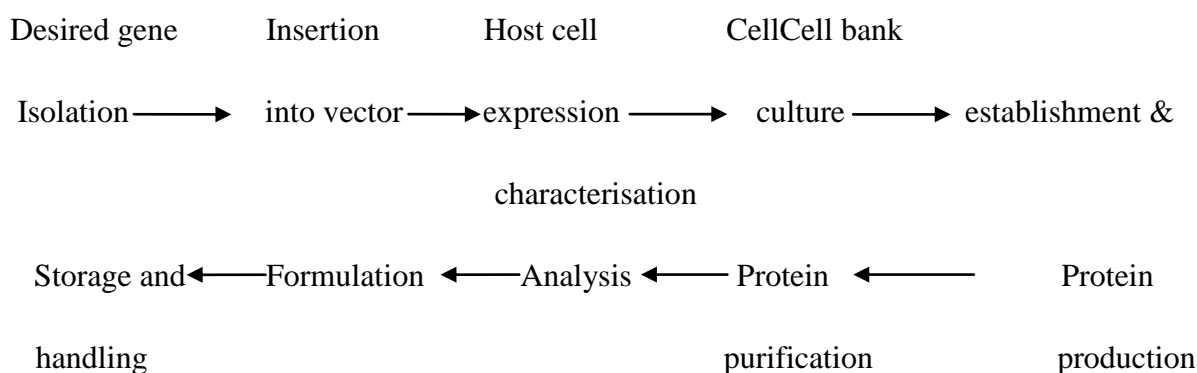 Desired gene Insertion Host cell CellCell bank
Isolation into vector expression culture establishment &
characterisation
Storage and Formulation Analysis Protein Protein
handling purification production